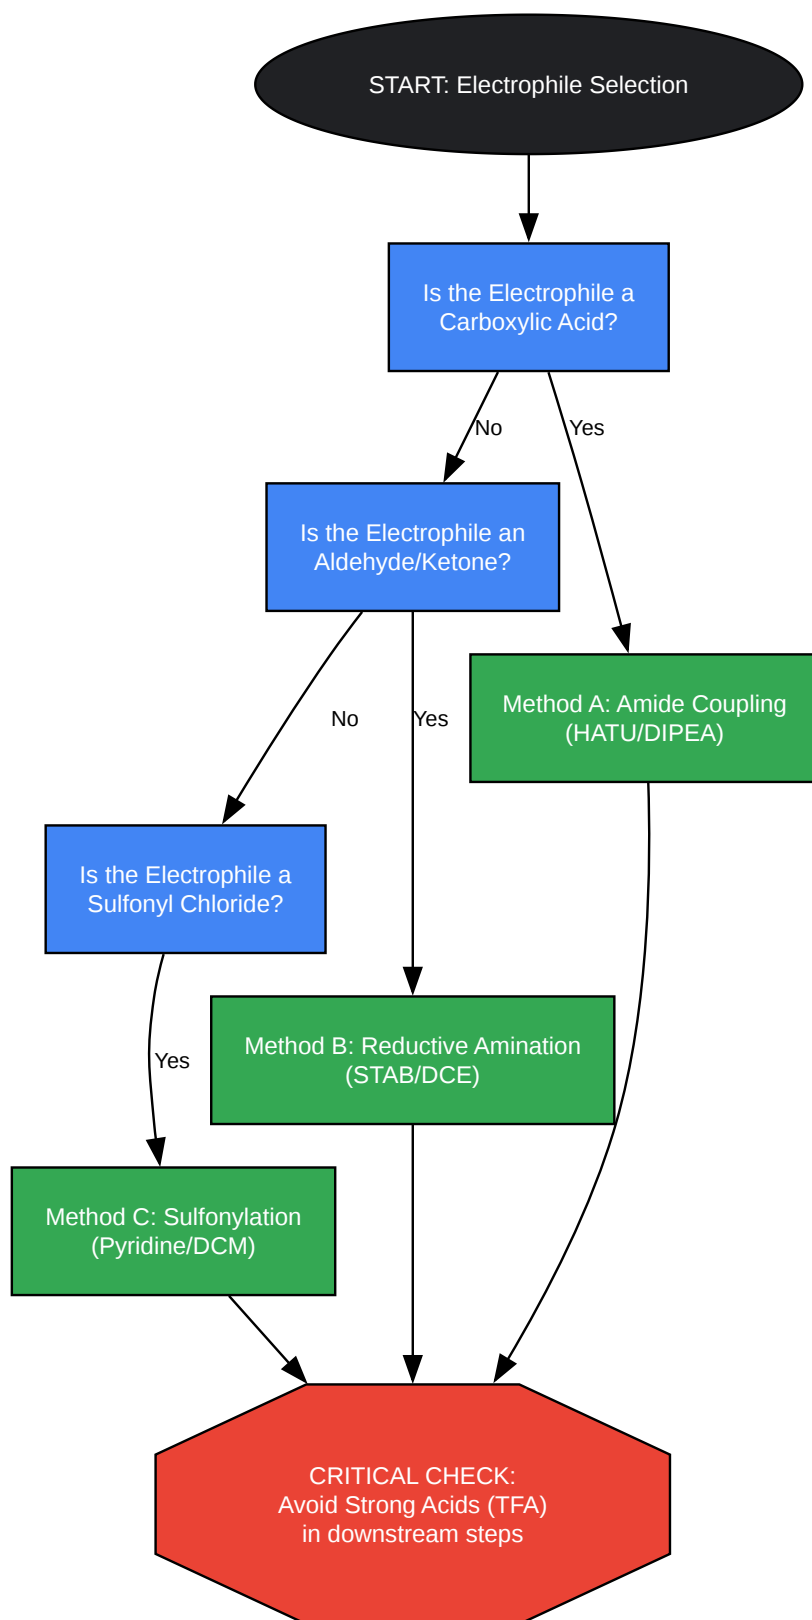 START: Electrophile Selection
Is the Electrophile a
Carboxylic Acid?
No
Yes
Is the Electrophile an
Aldehyde/Ketone?
Method A: Amide Coupling
(HATU/DIPEA)
No
Yes
Is the Electrophile a
Sulfonyl Chloride?
Method B: Reductive Amination
(STAB/DCE)
Yes
Method C: Sulfonylation
(Pyridine/DCM)
CRITICAL CHECK:
Avoid Strong Acids (TFA)
in downstream steps